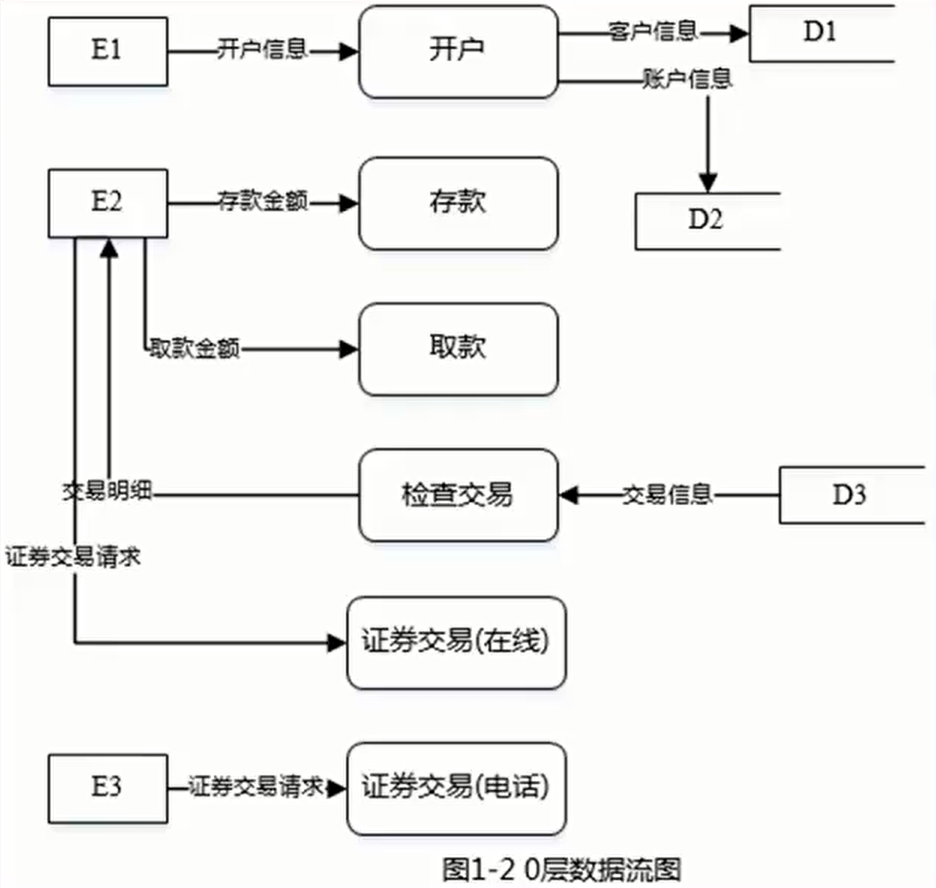 E1
开户信息
开户
客户信息
D1
账户信息
E2
存款金额
存款
D2
取款金额
取款
交易明细
检查交易
交易信息
D3
证券交易请求
证券交易(在线)
E3
证券交易请求
证券交易(电话)
图1-2 0层数据流图